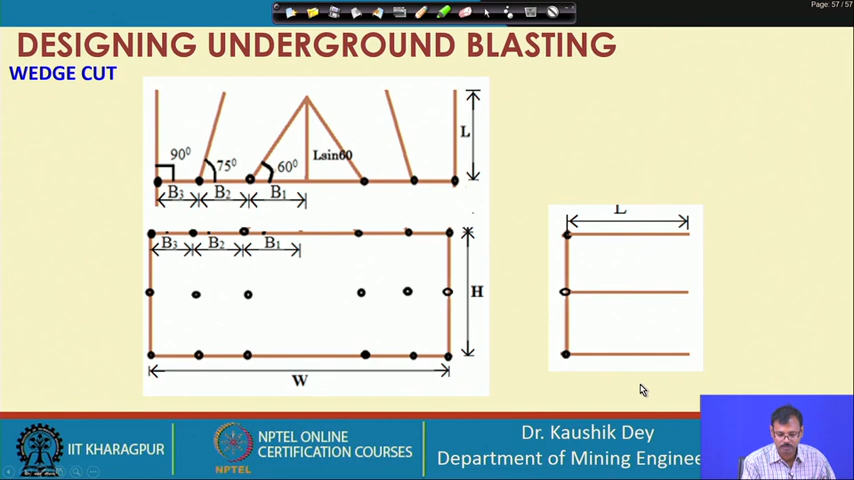 Page: 57 / 57
DESIGNING UNDERGROUND BLASTING
WEDGE CUT
90⁰
75⁰
60⁰
Lsin60
L
B₃
B₂
B₁
B₃
B₂
B₁
H
W
L
IIT KHARAGPUR
NPTEL
NPTEL ONLINE
CERTIFICATION COURSES
Dr. Kaushik Dey
Department of Mining Enginee